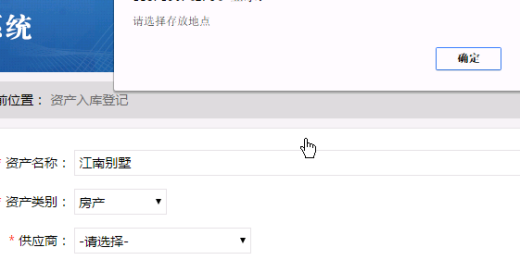 系统
请选择存放地点
确定
前位置： 资产入库登记
* 资产名称： 江南别墅
* 资产类别： 房产
* 供应商： -请选择-